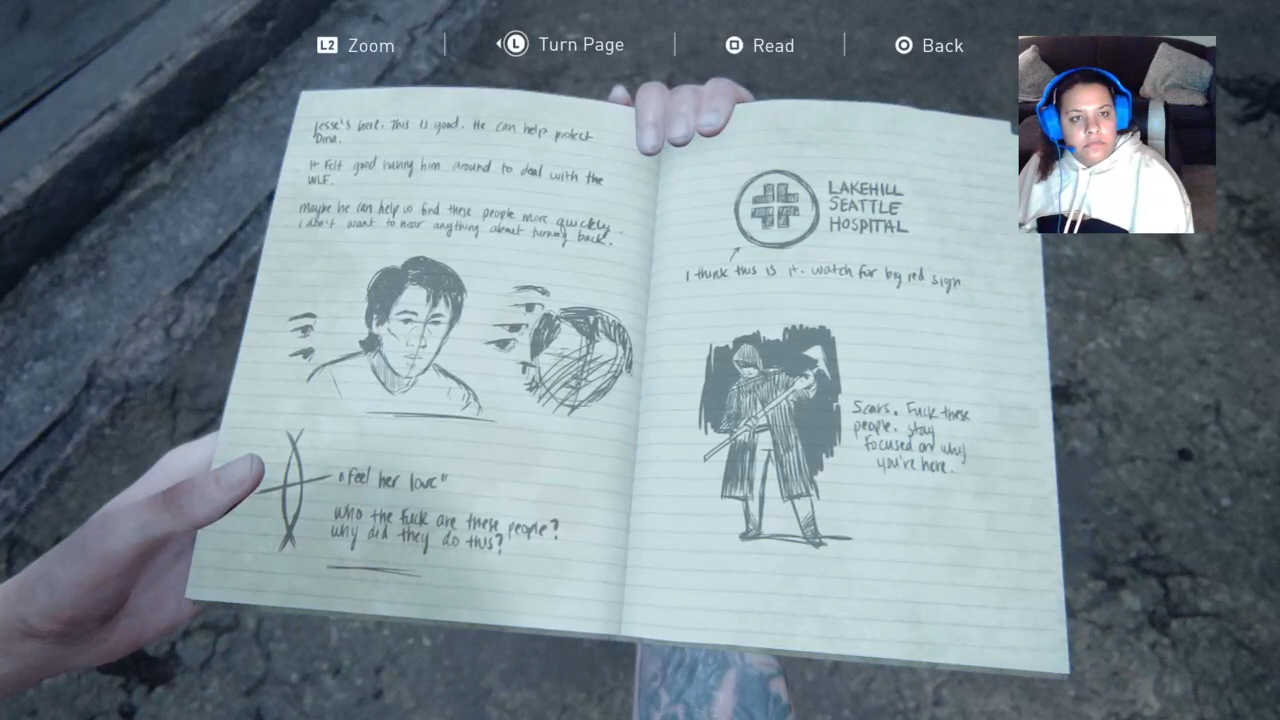 L2 Zoom
L Turn Page
Read
Back
Jesse's here. This is good. He can help protect
Dina.
It felt good having him around to deal with the
WLF.
Maybe he can help us find these people more quickly.
I don't want to hear anything about turning back.
"Feel her love"
Who the fuck are these people?
Why did they do this?
LAKEHILL
SEATTLE
HOSPITAL
I think this is it. Watch for big red sign
Scars. Fuck these
people. Stay
focused on why
you're here.